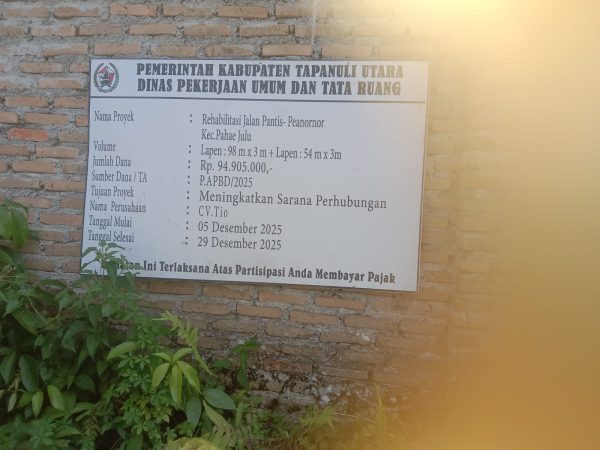 PEMERINTAH KABUPATEN TAPANULI UTARA
DINAS PEKERJAAN UMUM DAN TATA RUANG
Nama Proyek : Rehabilitasi Jalan Pantis- Peanornor
Kec.Pahae Julu
Volume : Lapen : 98 m x 3 m + Lapen : 54 m x 3m
Jumlah Dana : Rp. 94.905.000,-
Sumber Dana / TA : P.APBD/2025
Tujuan Proyek : Meningkatkan Sarana Perhubungan
Nama Perusahaan : CV.Tio
Tanggal Mulai : 05 Desember 2025
Tanggal Selesai : 29 Desember 2025
Ini Terlaksana Atas Partisipasi Anda Membayar Pajak